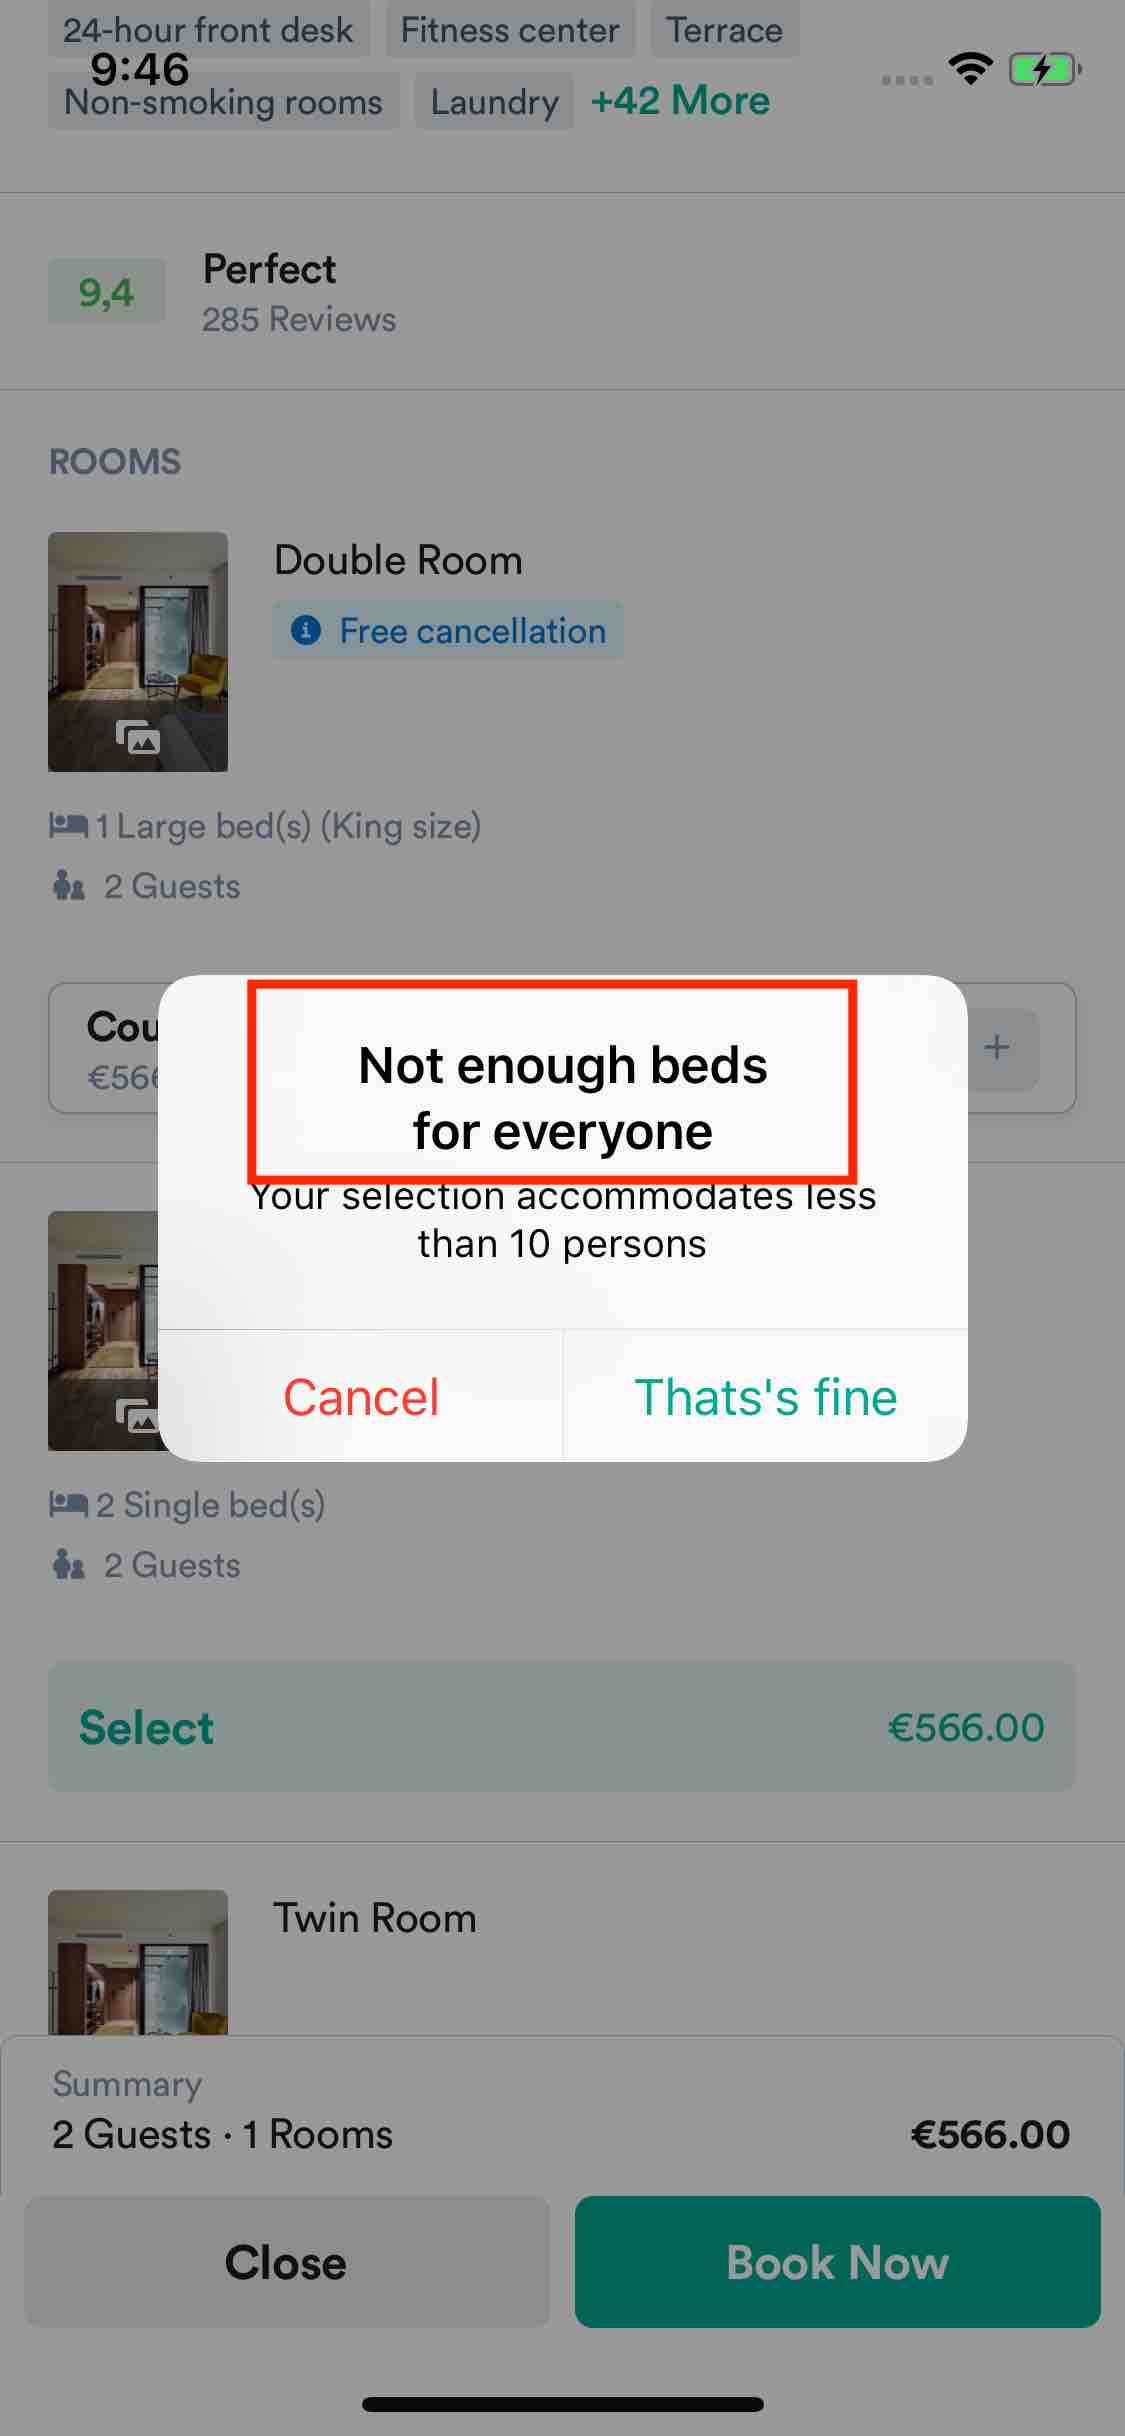 24-hour front desk Fitness center Terrace
9:46
Non-smoking rooms Laundry +42 More
9,4 Perfect
285 Reviews
ROOMS
Double Room
Free cancellation
1 Large bed(s) (King size)
2 Guests
Not enough beds
for everyone
Your selection accommodates less
than 10 persons
Cancel Thats's fine
2 Single bed(s)
2 Guests
Select €566.00
Twin Room
Summary
2 Guests · 1 Rooms €566.00
Close Book Now